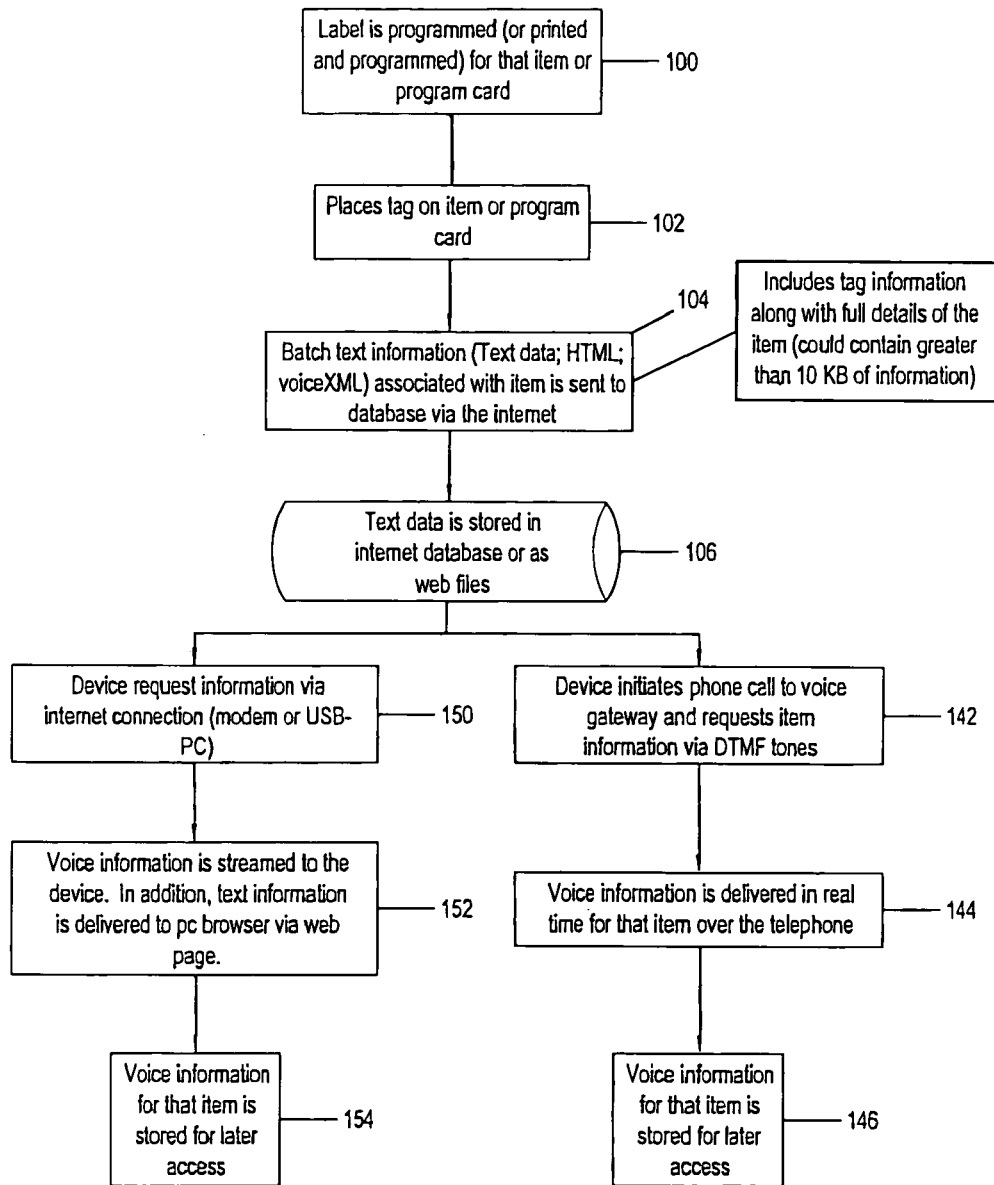 Label is programmed (or printed
and programmed) for that item or
program card
100
Places tag on item or program
card
102
104
Batch text information (Text data; HTML;
voiceXML) associated with item is sent to
database via the internet
Includes tag information
along with full details of the
item (could contain greater
than 10 KB of information)
Text data is stored in
internet database or as
web files
106
Device request information via
internet connection (modem or USB-
PC)
150
Device initiates phone call to voice
gateway and requests item
information via DTMF tones
142
Voice information is streamed to the
device. In addition, text information
is delivered to pc browser via web
page.
152
Voice information is delivered in real
time for that item over the telephone
144
Voice information
for that item is
stored for later
access
154
Voice information
for that item is
stored for later
access
146